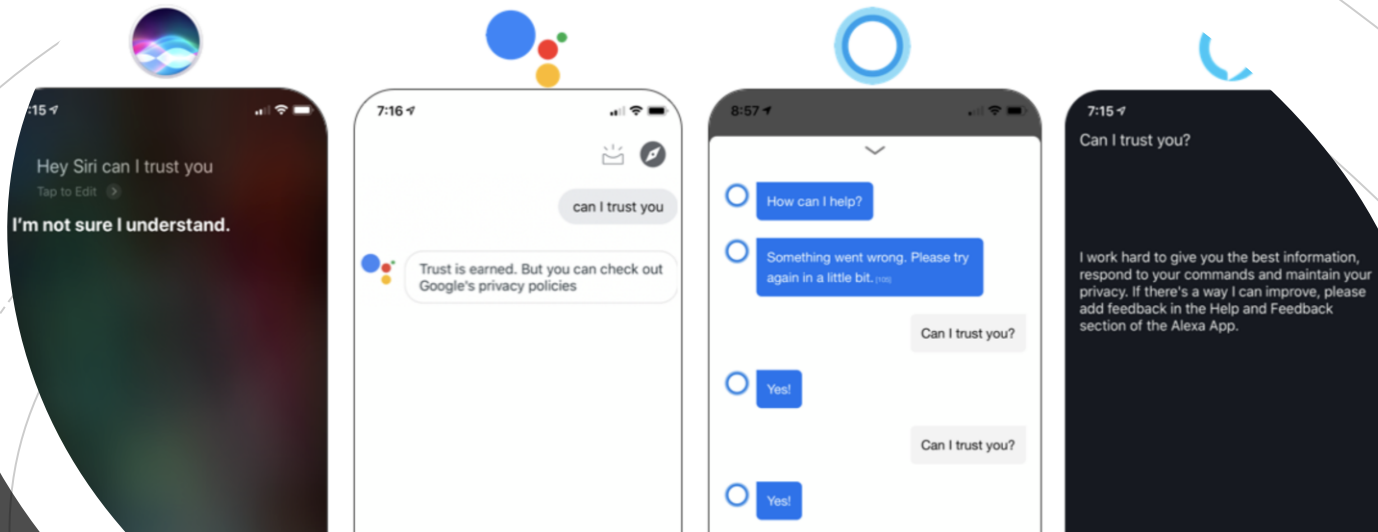 :15
Hey Siri can I trust you
Tap to Edit
I'm not sure I understand.
7:16
can I trust you
Trust is earned. But you can check out
Google's privacy policies
8:57
How can I help?
Something went wrong. Please try
again in a little bit.
Can I trust you?
Yes!
Can I trust you?
Yes!
7:15
Can I trust you?
I work hard to give you the best information,
respond to your commands and maintain your
privacy. If there's a way I can improve, please
add feedback in the Help and Feedback
section of the Alexa App.